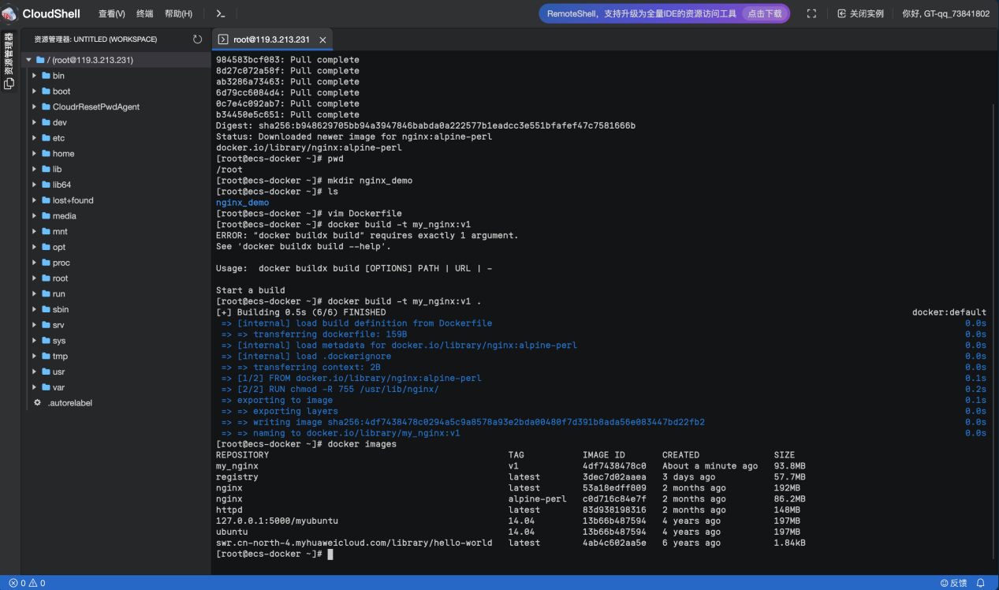 CloudShell 查看(V) 终端 帮助(H) RemoteShell，支持升级为全量IDE的资源访问工具 点击下载 关闭实例 你好, GT-qq_73841802
资源管理器
资源管理器: UNTITLED (WORKSPACE)
/ (root@119.3.213.231)
bin
boot
CloudrResetPwdAgent
dev
etc
home
lib
lib64
lost+found
media
mnt
opt
proc
root
run
sbin
srv
sys
tmp
usr
var
.autorelabel
root@119.3.213.231
984583bcf083: Pull complete
8d27c072a58f: Pull complete
ab3286a73463: Pull complete
6d79cc6084d4: Pull complete
0c7e4c092ab7: Pull complete
b34450e5c651: Pull complete
Digest: sha256:b948629705bb94a3947846babda0a222577b1eadcc3e551bfafef47c7581666b
Status: Downloaded newer image for nginx:alpine-perl
docker.io/library/nginx:alpine-perl
[root@ecs-docker ~]# pwd
/root
[root@ecs-docker ~]# mkdir nginx_demo
[root@ecs-docker ~]# ls
nginx_demo
[root@ecs-docker ~]# vim Dockerfile
[root@ecs-docker ~]# docker build -t my_nginx:v1
ERROR: "docker buildx build" requires exactly 1 argument.
See 'docker buildx build --help'.
Usage:  docker buildx build [OPTIONS] PATH | URL | -
Start a build
[root@ecs-docker ~]# docker build -t my_nginx:v1 .
[+] Building 0.5s (6/6) FINISHED docker:default
=> [internal] load build definition from Dockerfile 0.0s
=> => transferring dockerfile: 159B 0.0s
=> [internal] load metadata for docker.io/library/nginx:alpine-perl 0.0s
=> [internal] load .dockerignore 0.0s
=> => transferring context: 2B 0.0s
=> [1/2] FROM docker.io/library/nginx:alpine-perl 0.1s
=> [2/2] RUN chmod -R 755 /usr/lib/nginx/ 0.2s
=> exporting to image 0.1s
=> => exporting layers 0.0s
=> => writing image sha256:4df7438478c0294a5c9a8578a93e2bda00480f7d391b8ada56e083447bd22fb2 0.0s
=> => naming to docker.io/library/my_nginx:v1 0.0s
[root@ecs-docker ~]# docker images
REPOSITORY TAG IMAGE ID CREATED SIZE
my_nginx v1 4df7438478c0 About a minute ago 93.8MB
registry latest 3dec7d02aaea 3 days ago 57.7MB
nginx latest 53a18edff809 2 months ago 192MB
nginx alpine-perl c0d716c84e7f 2 months ago 86.2MB
httpd latest 83d938198316 2 months ago 148MB
127.0.0.1:5000/myubuntu 14.04 13b66b487594 4 years ago 197MB
ubuntu 14.04 13b66b487594 4 years ago 197MB
swr.cn-north-4.myhuaweicloud.com/library/hello-world latest 4ab4c602aa5e 6 years ago 1.84kB
[root@ecs-docker ~]#
0 0 反馈